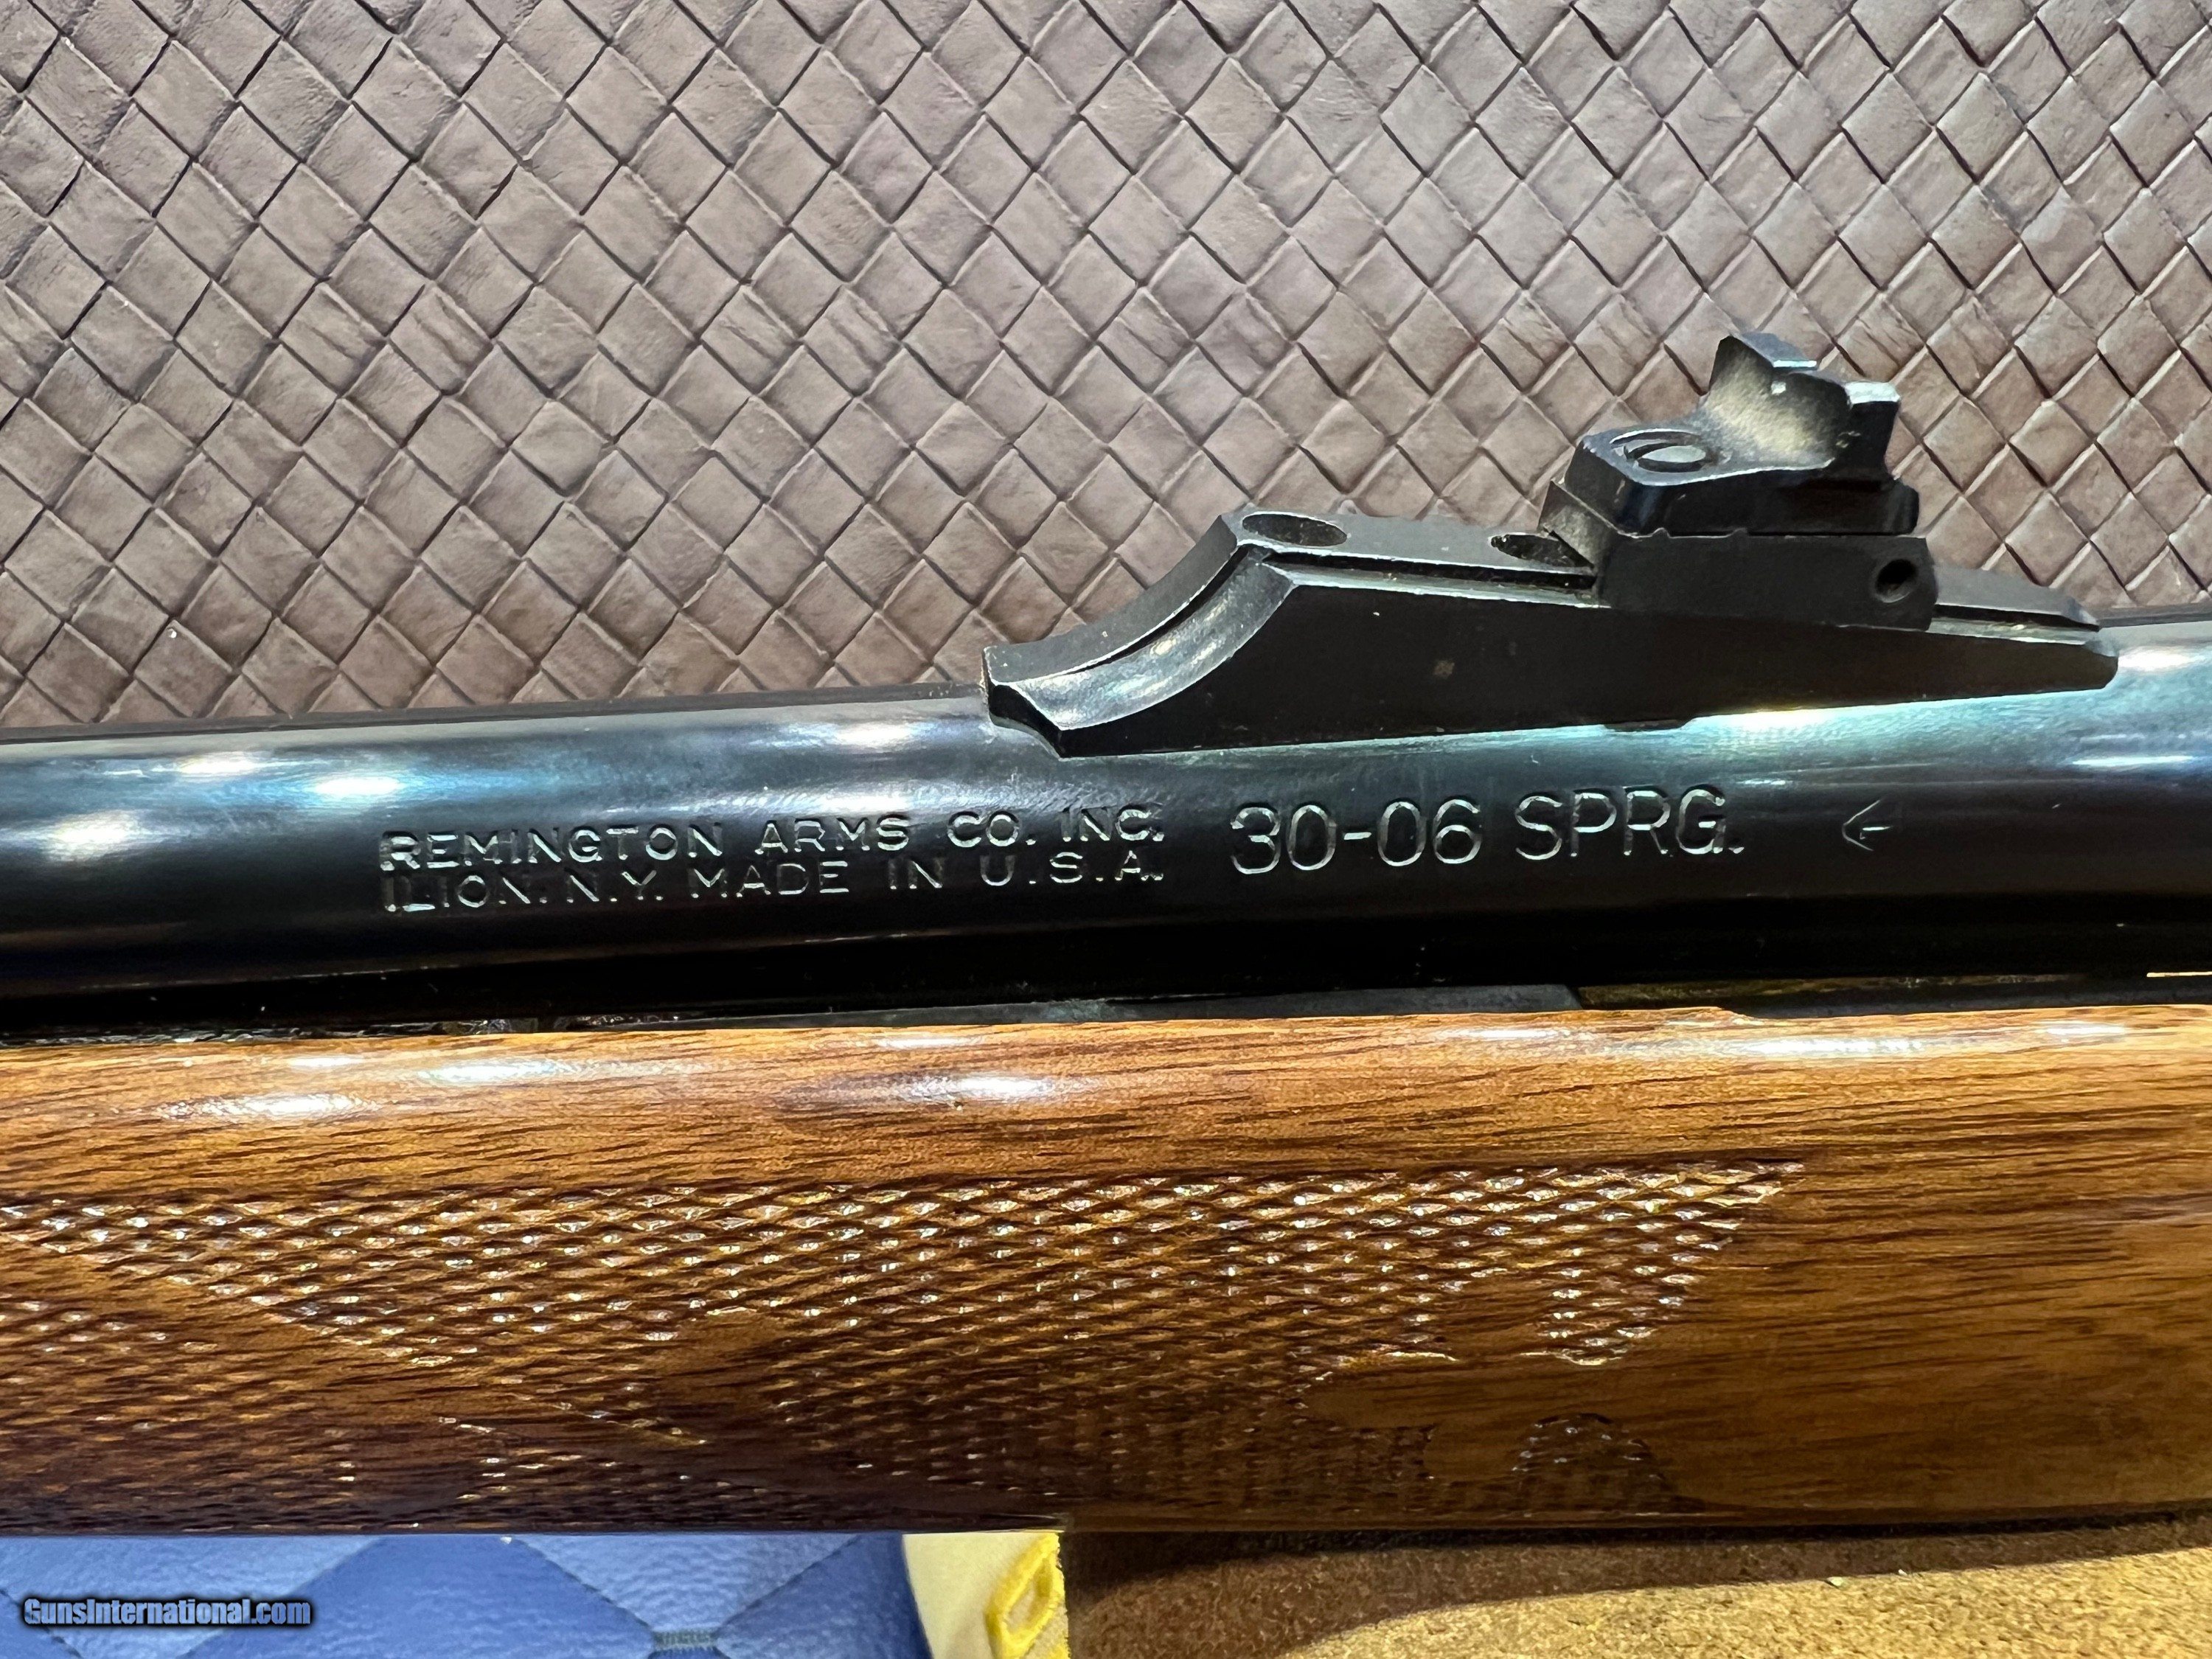 REMINGTON ARMS CO. INC. 30-06 SPRG.
ILION. N.Y. MADE IN U.S.A.
GunsInternational.com